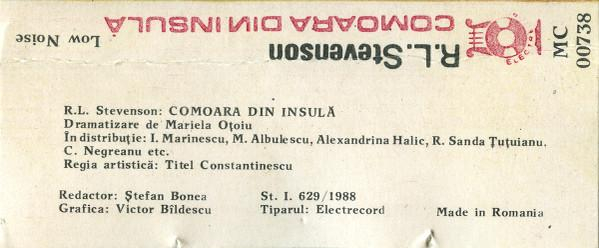 R.L. Stevenson
COMOARA DIN INSULĂ
Low Noise
ELECTRECORD
MC
00738
R.L. Stevenson: COMOARA DIN INSULĂ
Dramatizare de Mariela Oţoiu
În distribuţie: I. Marinescu, M. Albulescu, Alexandrina Halic, R. Sanda Ţuţuianu.
C. Negreanu etc.
Regia artistică: Titel Constantinescu
Redactor: Ştefan Bonea St. I. 629/1988
Grafica: Victor Bîldescu Tiparul: Electrecord Made in Romania